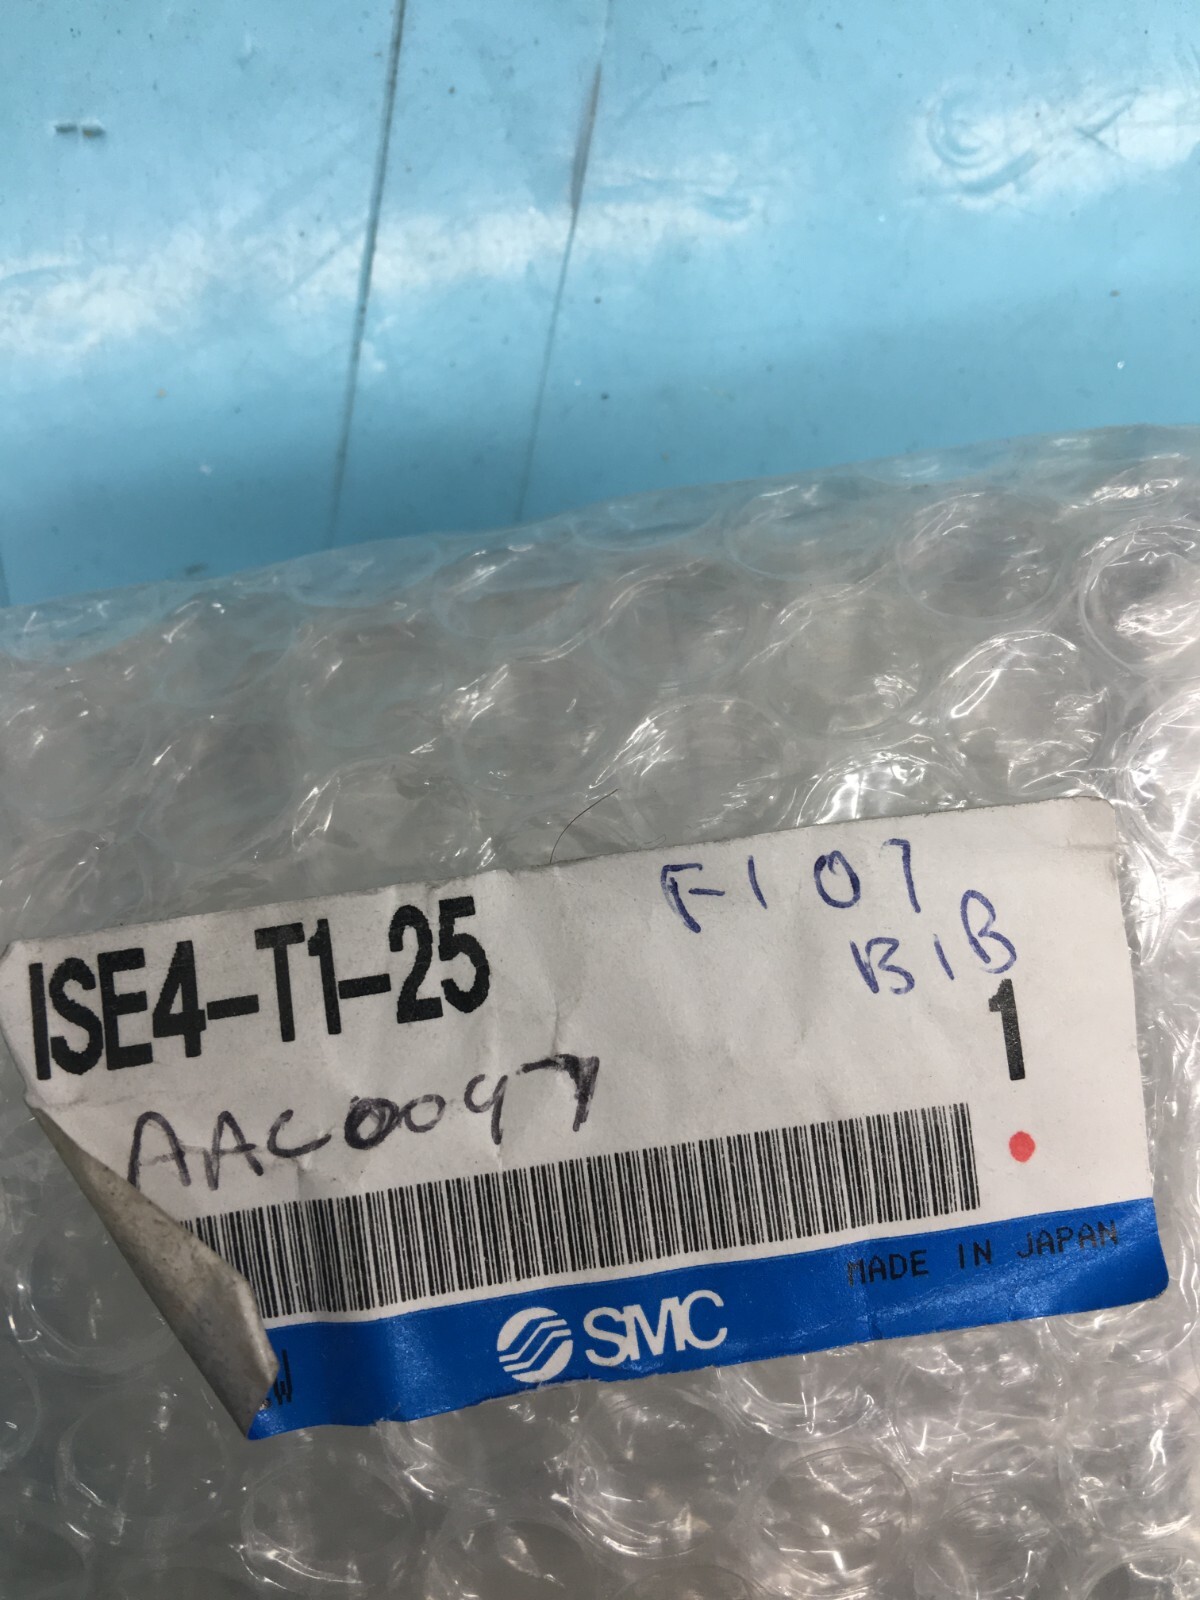 ISE4-T1-25
F107
B1B
1
AAC0097
MADE IN JAPAN
SMC